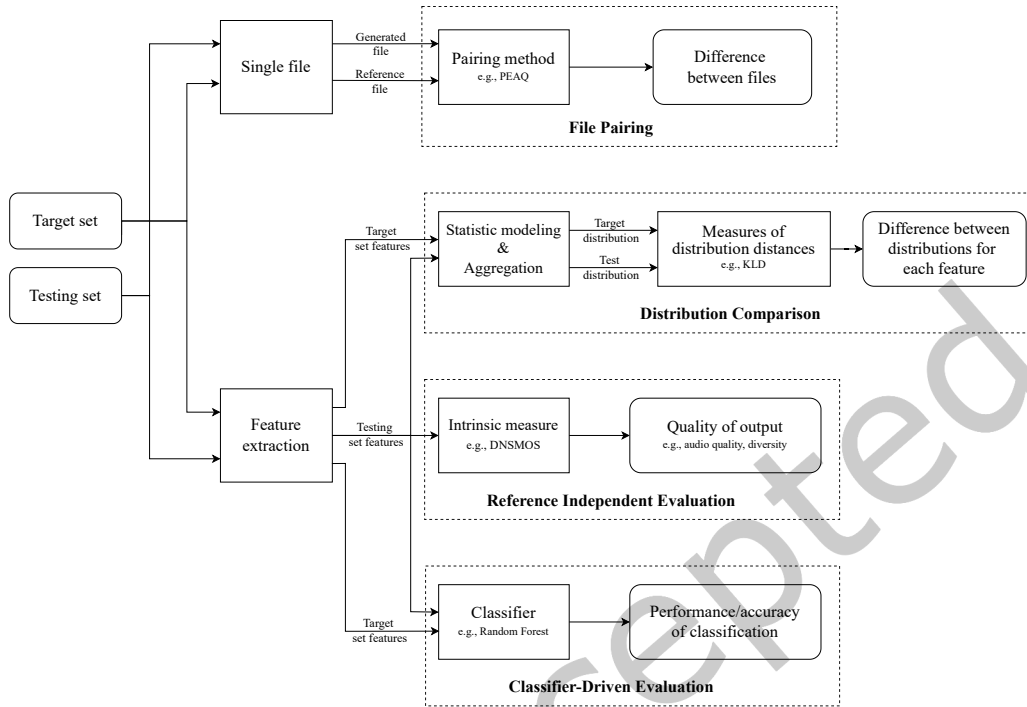 Single file
Generated
file
Reference
file
Pairing method
e.g., PEAQ
Difference
between files
File Pairing
Target set
Testing set
Target
set features
Statistic modeling
&
Aggregation
Target
distribution
Test
distribution
Measures of
distribution distances
e.g., KLD
Difference between
distributions for
each feature
Distribution Comparison
Feature
extraction
Testing
set features
Intrinsic measure
e.g., DNSMOS
Quality of output
e.g., audio quality, diversity
Reference Independent Evaluation
Target
set features
Classifier
e.g., Random Forest
Performance/accuracy
of classification
Classifier-Driven Evaluation
cepted